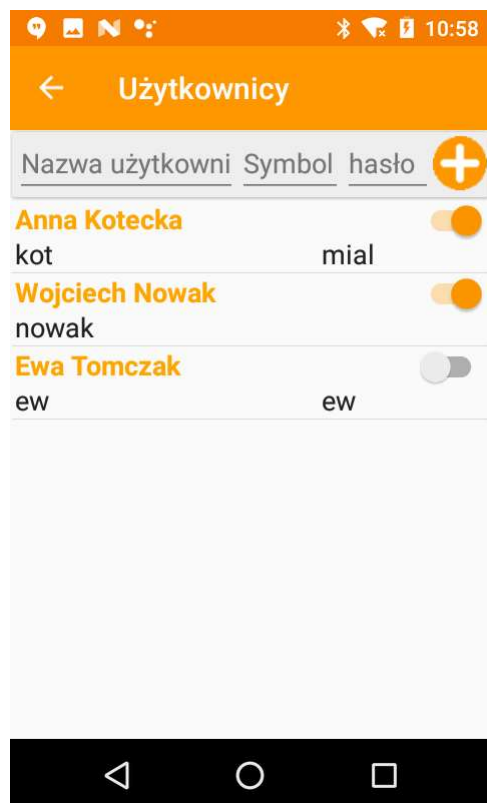 10:58
Użytkownicy
Nazwa użytkowni Symbol hasło
Anna Kotecka
kot mial
Wojciech Nowak
nowak
Ewa Tomczak
ew ew